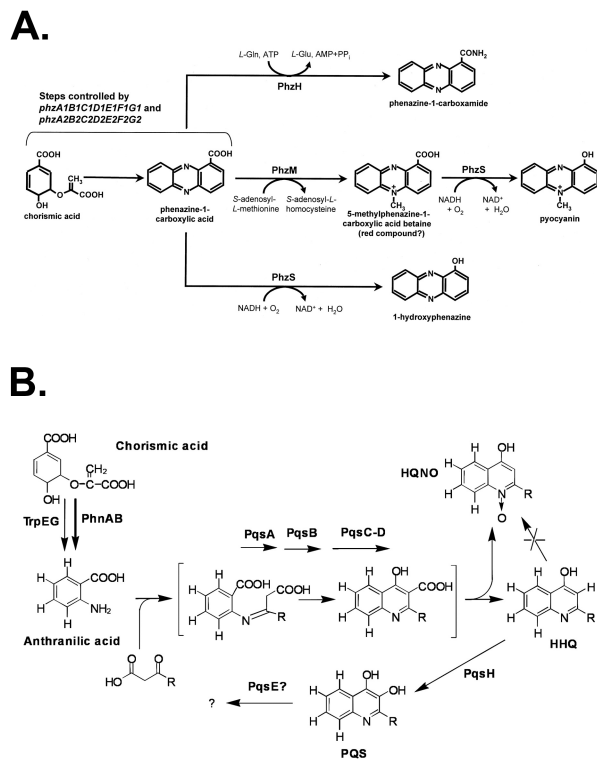 A.
L-Gln, ATP
L-Glu, AMP+PPi
PhzH
CONH2
N
N
phenazine-1-carboxamide
Steps controlled by
phzA1B1C1D1E1F1G1 and
phzA2B2C2D2E2F2G2
COOH
CH2
O
COOH
OH
chorismic acid
COOH
N
N
phenazine-1-
carboxylic acid
PhzM
S-adenosyl-
L-methionine
S-adenosyl-L-
homocysteine
COOH
N
N+
CH3
5-methylphenazine-1-
carboxylic acid betaine
(red compound?)
PhzS
NADH
+ O2
NAD+
+ H2O
OH
N
N+
CH3
pyocyanin
PhzS
NADH + O2
NAD+ + H2O
OH
N
N
1-hydroxyphenazine
B.
COOH
Chorismic acid
CH2
O-C-COOH
OH
TrpEG
PhnAB
H
H
COOH
H
NH2
H
Anthranilic acid
O
O
HO
R
PqsA
PqsB
PqsC-D
H
H
COOH
COOH
H
N
R
H
H
OH
H
COOH
H
N
R
H
HQNO
H
OH
H
H
N
R
H
O
H
OH
H
H
H
N
R
H
HHQ
PqsH
H
OH
H
OH
H
N
R
H
PQS
PqsE?
?